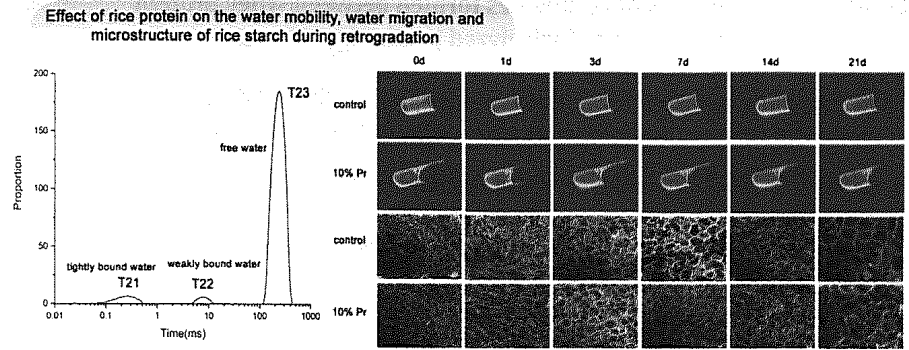 Effect of rice protein on the water mobility, water migration and
microstructure of rice starch during retrogradation
200
150
100
50
0
Proportion
0.01 0.1 1 10 100 1000
Time(ms)
tightly bound water
T21
weakly bound water
T22
free water
T23
0d 1d 3d 7d 14d 21d
control
10% Pr
control
10% Pr